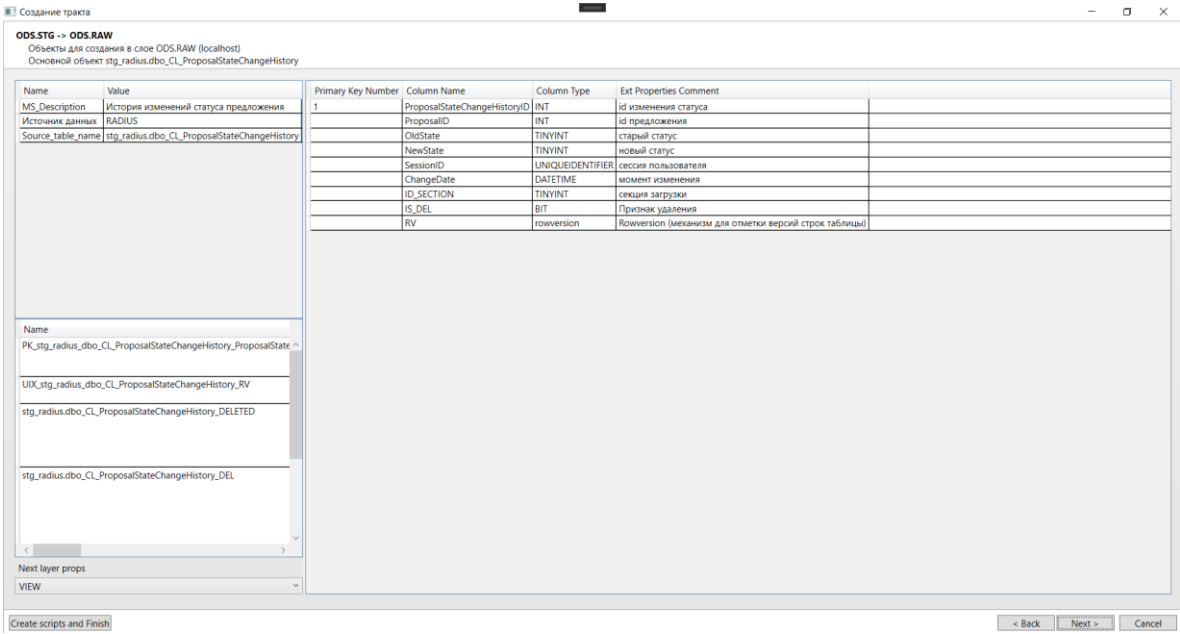 Создание тракта
ODS.STG -> ODS.RAW
Объекты для создания в слое ODS.RAW (localhost)
Основной объект stg_radius.dbo_CL_ProposalStateChangeHistory
Name Value
MS_Description История изменений статуса предложения
Источник данных RADIUS
Source_table_name stg_radius.dbo_CL_ProposalStateChangeHistory
Primary Key Number Column Name Column Type Ext Properties Comment
1 ProposalStateChangeHistoryID INT id изменения статуса
ProposalID INT id предложения
OldState TINYINT старый статус
NewState TINYINT новый статус
SessionID UNIQUEIDENTIFIER сессия пользователя
ChangeDate DATETIME момент изменения
ID_SECTION TINYINT секция загрузки
IS_DEL BIT Признак удаления
RV rowversion Rowversion (механизм для отметки версий строк таблицы)
Name
PK_stg_radius_dbo_CL_ProposalStateChangeHistory_ProposalState
UIX_stg_radius_dbo_CL_ProposalStateChangeHistory_RV
stg_radius.dbo_CL_ProposalStateChangeHistory_DELETED
stg_radius.dbo_CL_ProposalStateChangeHistory_DEL
Next layer props
VIEW
Create scripts and Finish
< Back Next > Cancel